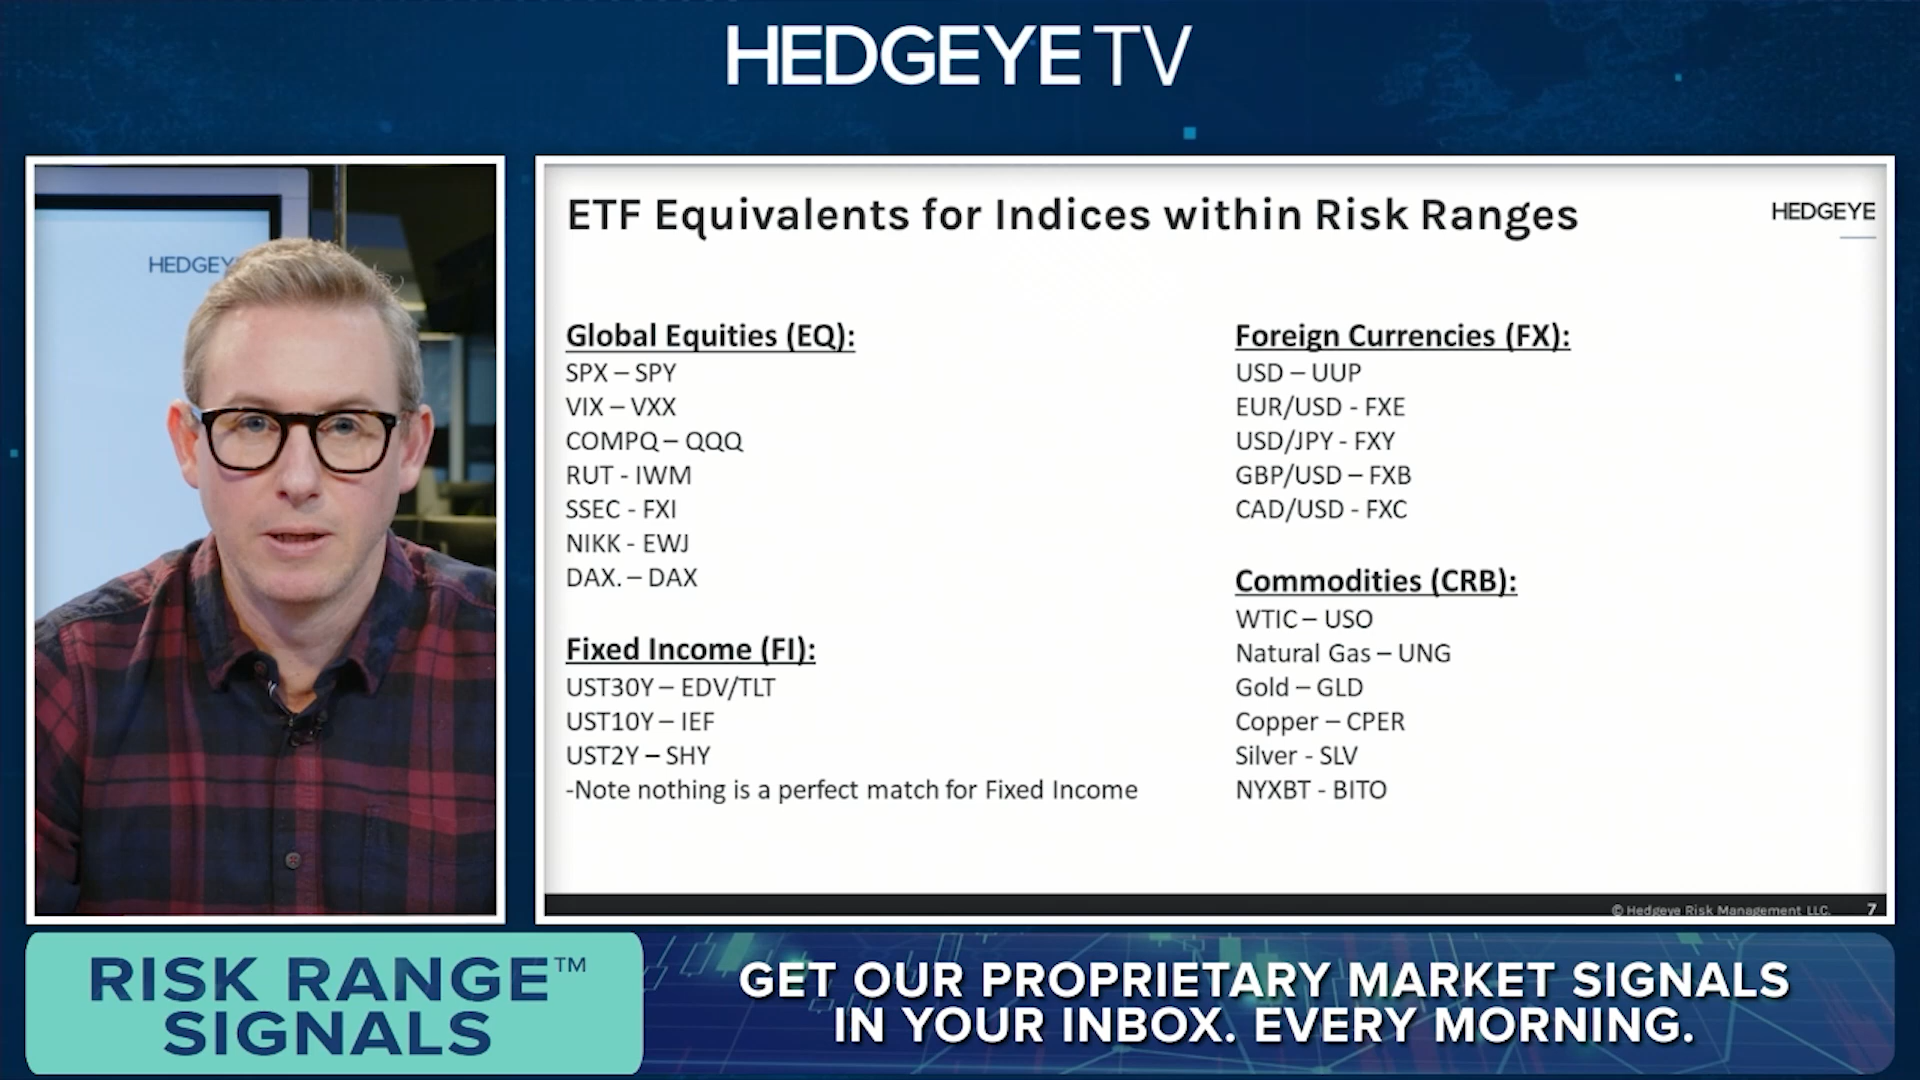 HEDGEYE TV
HEDGEY
ETF Equivalents for Indices within Risk Ranges
HEDGEYE
Global Equities (EQ):
SPX – SPY
VIX – VXX
COMPQ – QQQ
RUT - IWM
SSEC - FXI
NIKK - EWJ
DAX. – DAX
Fixed Income (FI):
UST30Y – EDV/TLT
UST10Y – IEF
UST2Y – SHY
-Note nothing is a perfect match for Fixed Income
Foreign Currencies (FX):
USD – UUP
EUR/USD - FXE
USD/JPY - FXY
GBP/USD – FXB
CAD/USD - FXC
Commodities (CRB):
WTIC – USO
Natural Gas – UNG
Gold – GLD
Copper – CPER
Silver - SLV
NYXBT - BITO
© Hedgeye Risk Management LLC.
7
RISK RANGE™
SIGNALS
GET OUR PROPRIETARY MARKET SIGNALS
IN YOUR INBOX. EVERY MORNING.